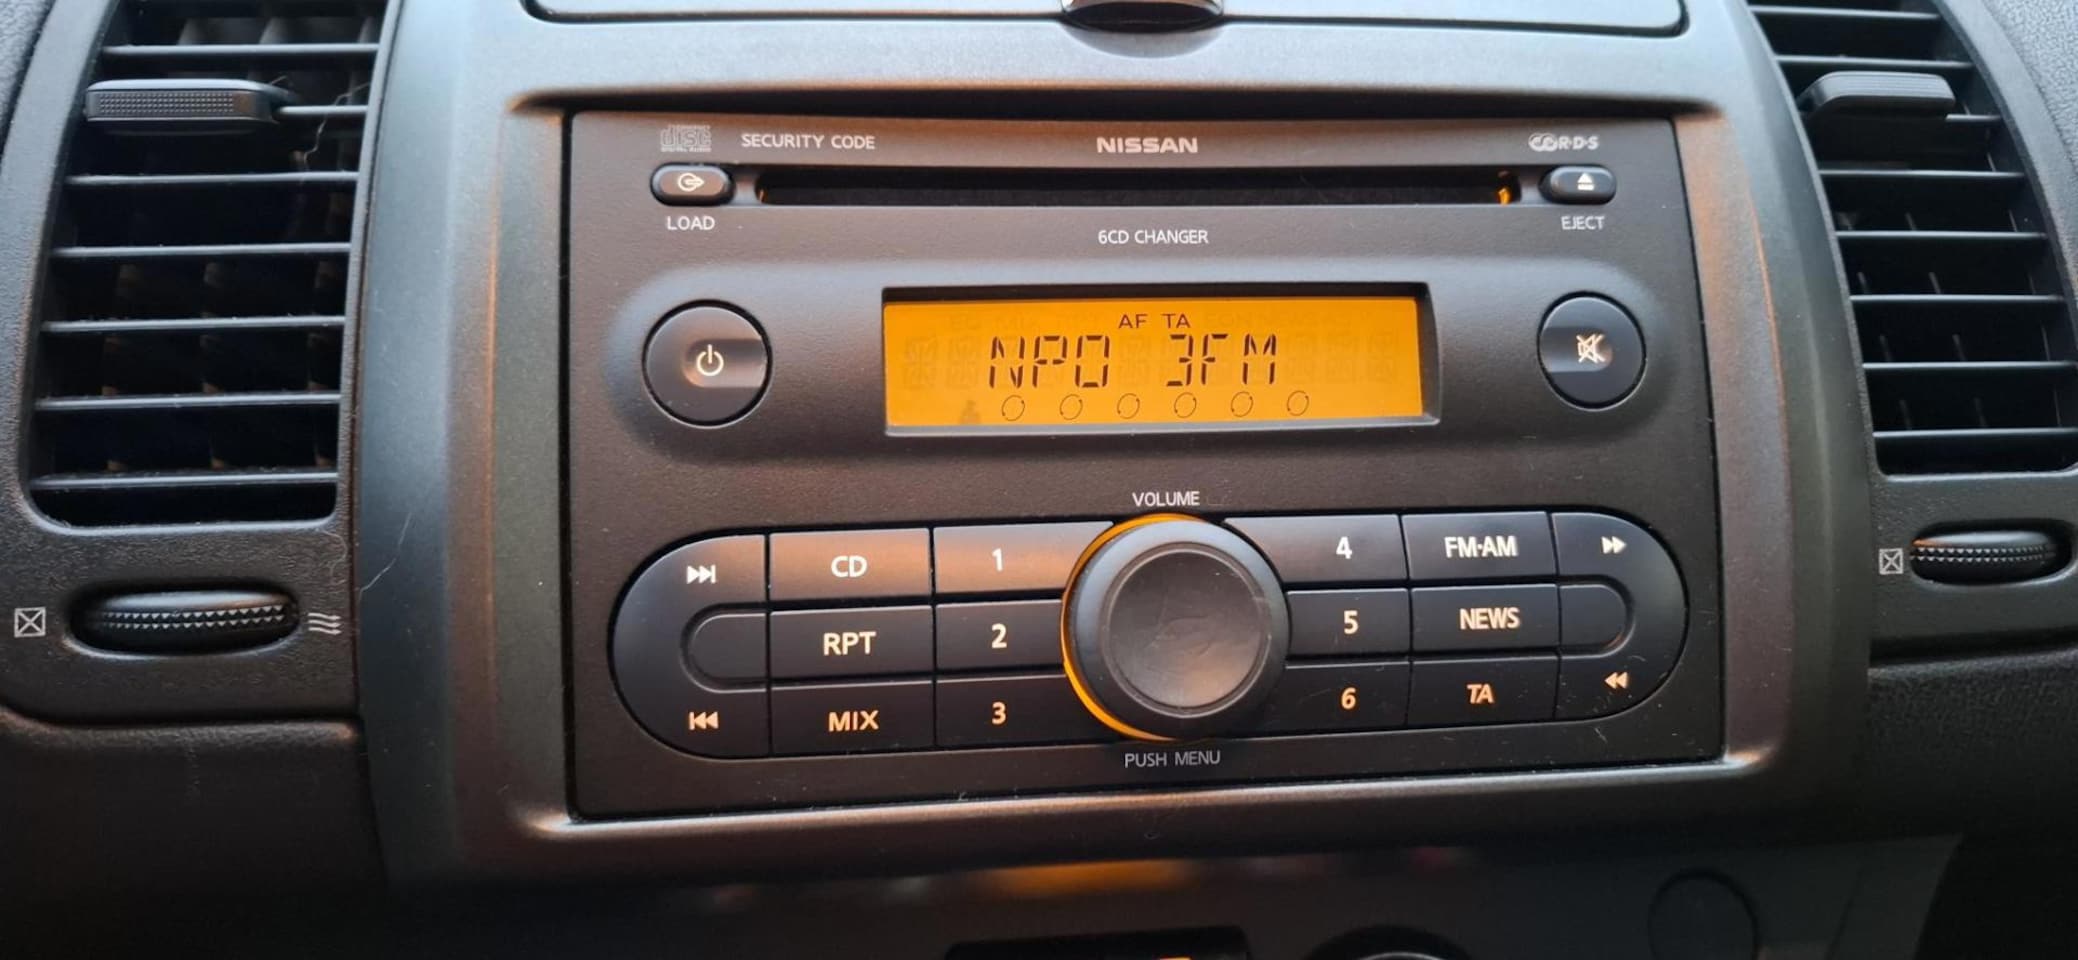 disc SECURITY CODE NISSAN R·D·S
LOAD EJECT
6CD CHANGER
AF TA
NPO 3FM
VOLUME
CD 1 4 FM·AM
RPT 2 5 NEWS
MIX 3 6 TA
PUSH MENU